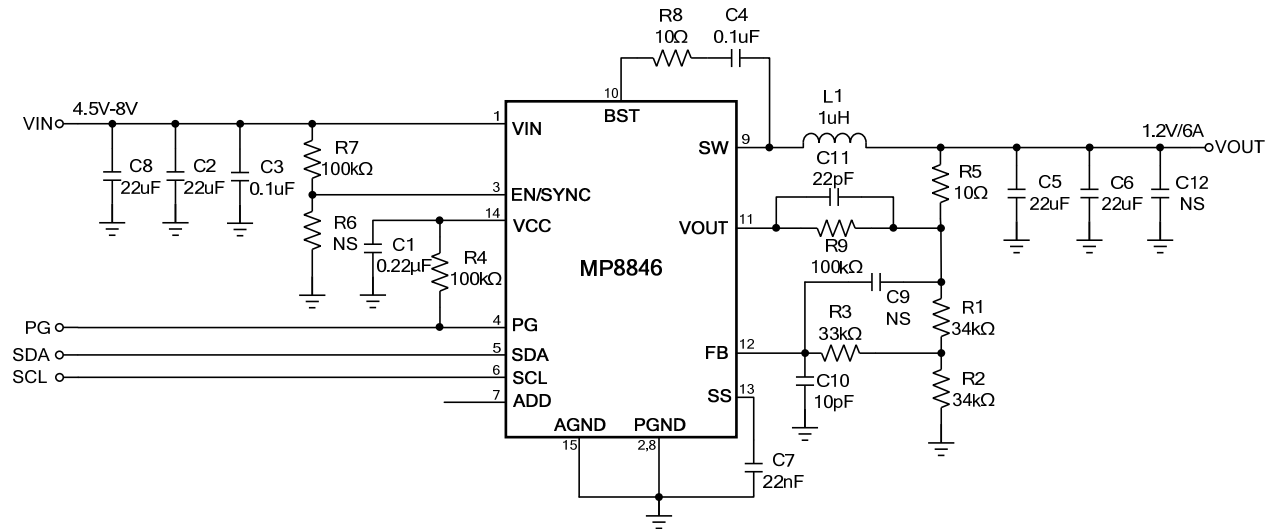 R8
10Ω
C4
0.1uF
10
BST
4.5V-8V
VIN
1
VIN
C8
22uF
C2
22uF
C3
0.1uF
R7
100kΩ
3
EN/SYNC
R6
NS
14
VCC
C1
0.22µF
R4
100kΩ
MP8846
PG
4
PG
SDA
5
SDA
SCL
6
SCL
7
ADD
AGND
15
PGND
2,8
SW
9
L1
1uH
1.2V/6A
VOUT
C11
22pF
VOUT
11
R9
100kΩ
R5
10Ω
C5
22uF
C6
22uF
C12
NS
C9
NS
R1
34kΩ
R3
33kΩ
FB
12
C10
10pF
R2
34kΩ
SS
13
C7
22nF